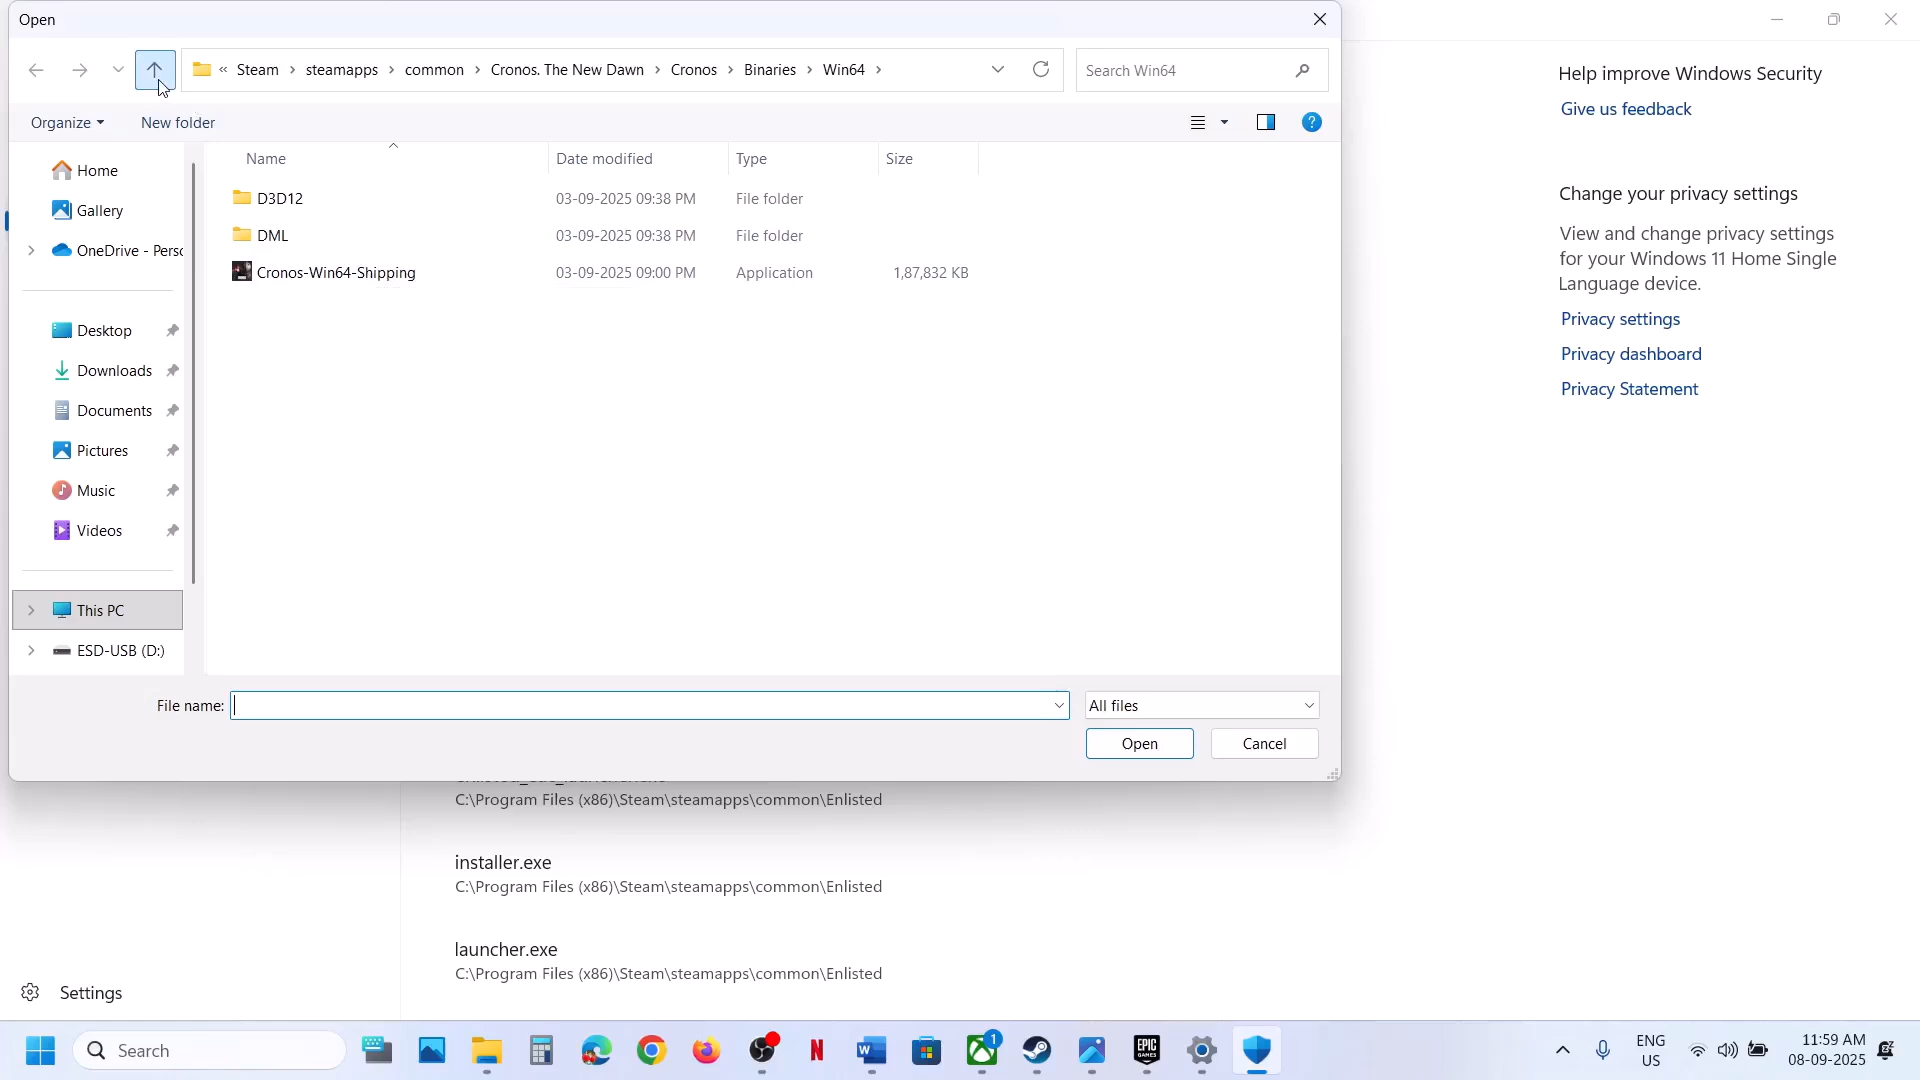 Open
« Steam > steamapps > common > Cronos. The New Dawn > Cronos > Binaries > Win64 >
Search Win64
Organize
New folder
Name Date modified Type Size
D3D12 03-09-2025 09:38 PM File folder
DML 03-09-2025 09:38 PM File folder
Cronos-Win64-Shipping 03-09-2025 09:00 PM Application 1,87,832 KB
Home
Gallery
OneDrive - Perso
Desktop
Downloads
Documents
Pictures
Music
Videos
This PC
ESD-USB (D:)
File name:
All files
Open
Cancel
Help improve Windows Security
Give us feedback
Change your privacy settings
View and change privacy settings
for your Windows 11 Home Single
Language device.
Privacy settings
Privacy dashboard
Privacy Statement
C:\Program Files (x86)\Steam\steamapps\common\Enlisted
installer.exe
C:\Program Files (x86)\Steam\steamapps\common\Enlisted
launcher.exe
C:\Program Files (x86)\Steam\steamapps\common\Enlisted
Settings
Search
1
EPIC
GAMES
ENG
US
11:59 AM
08-09-2025